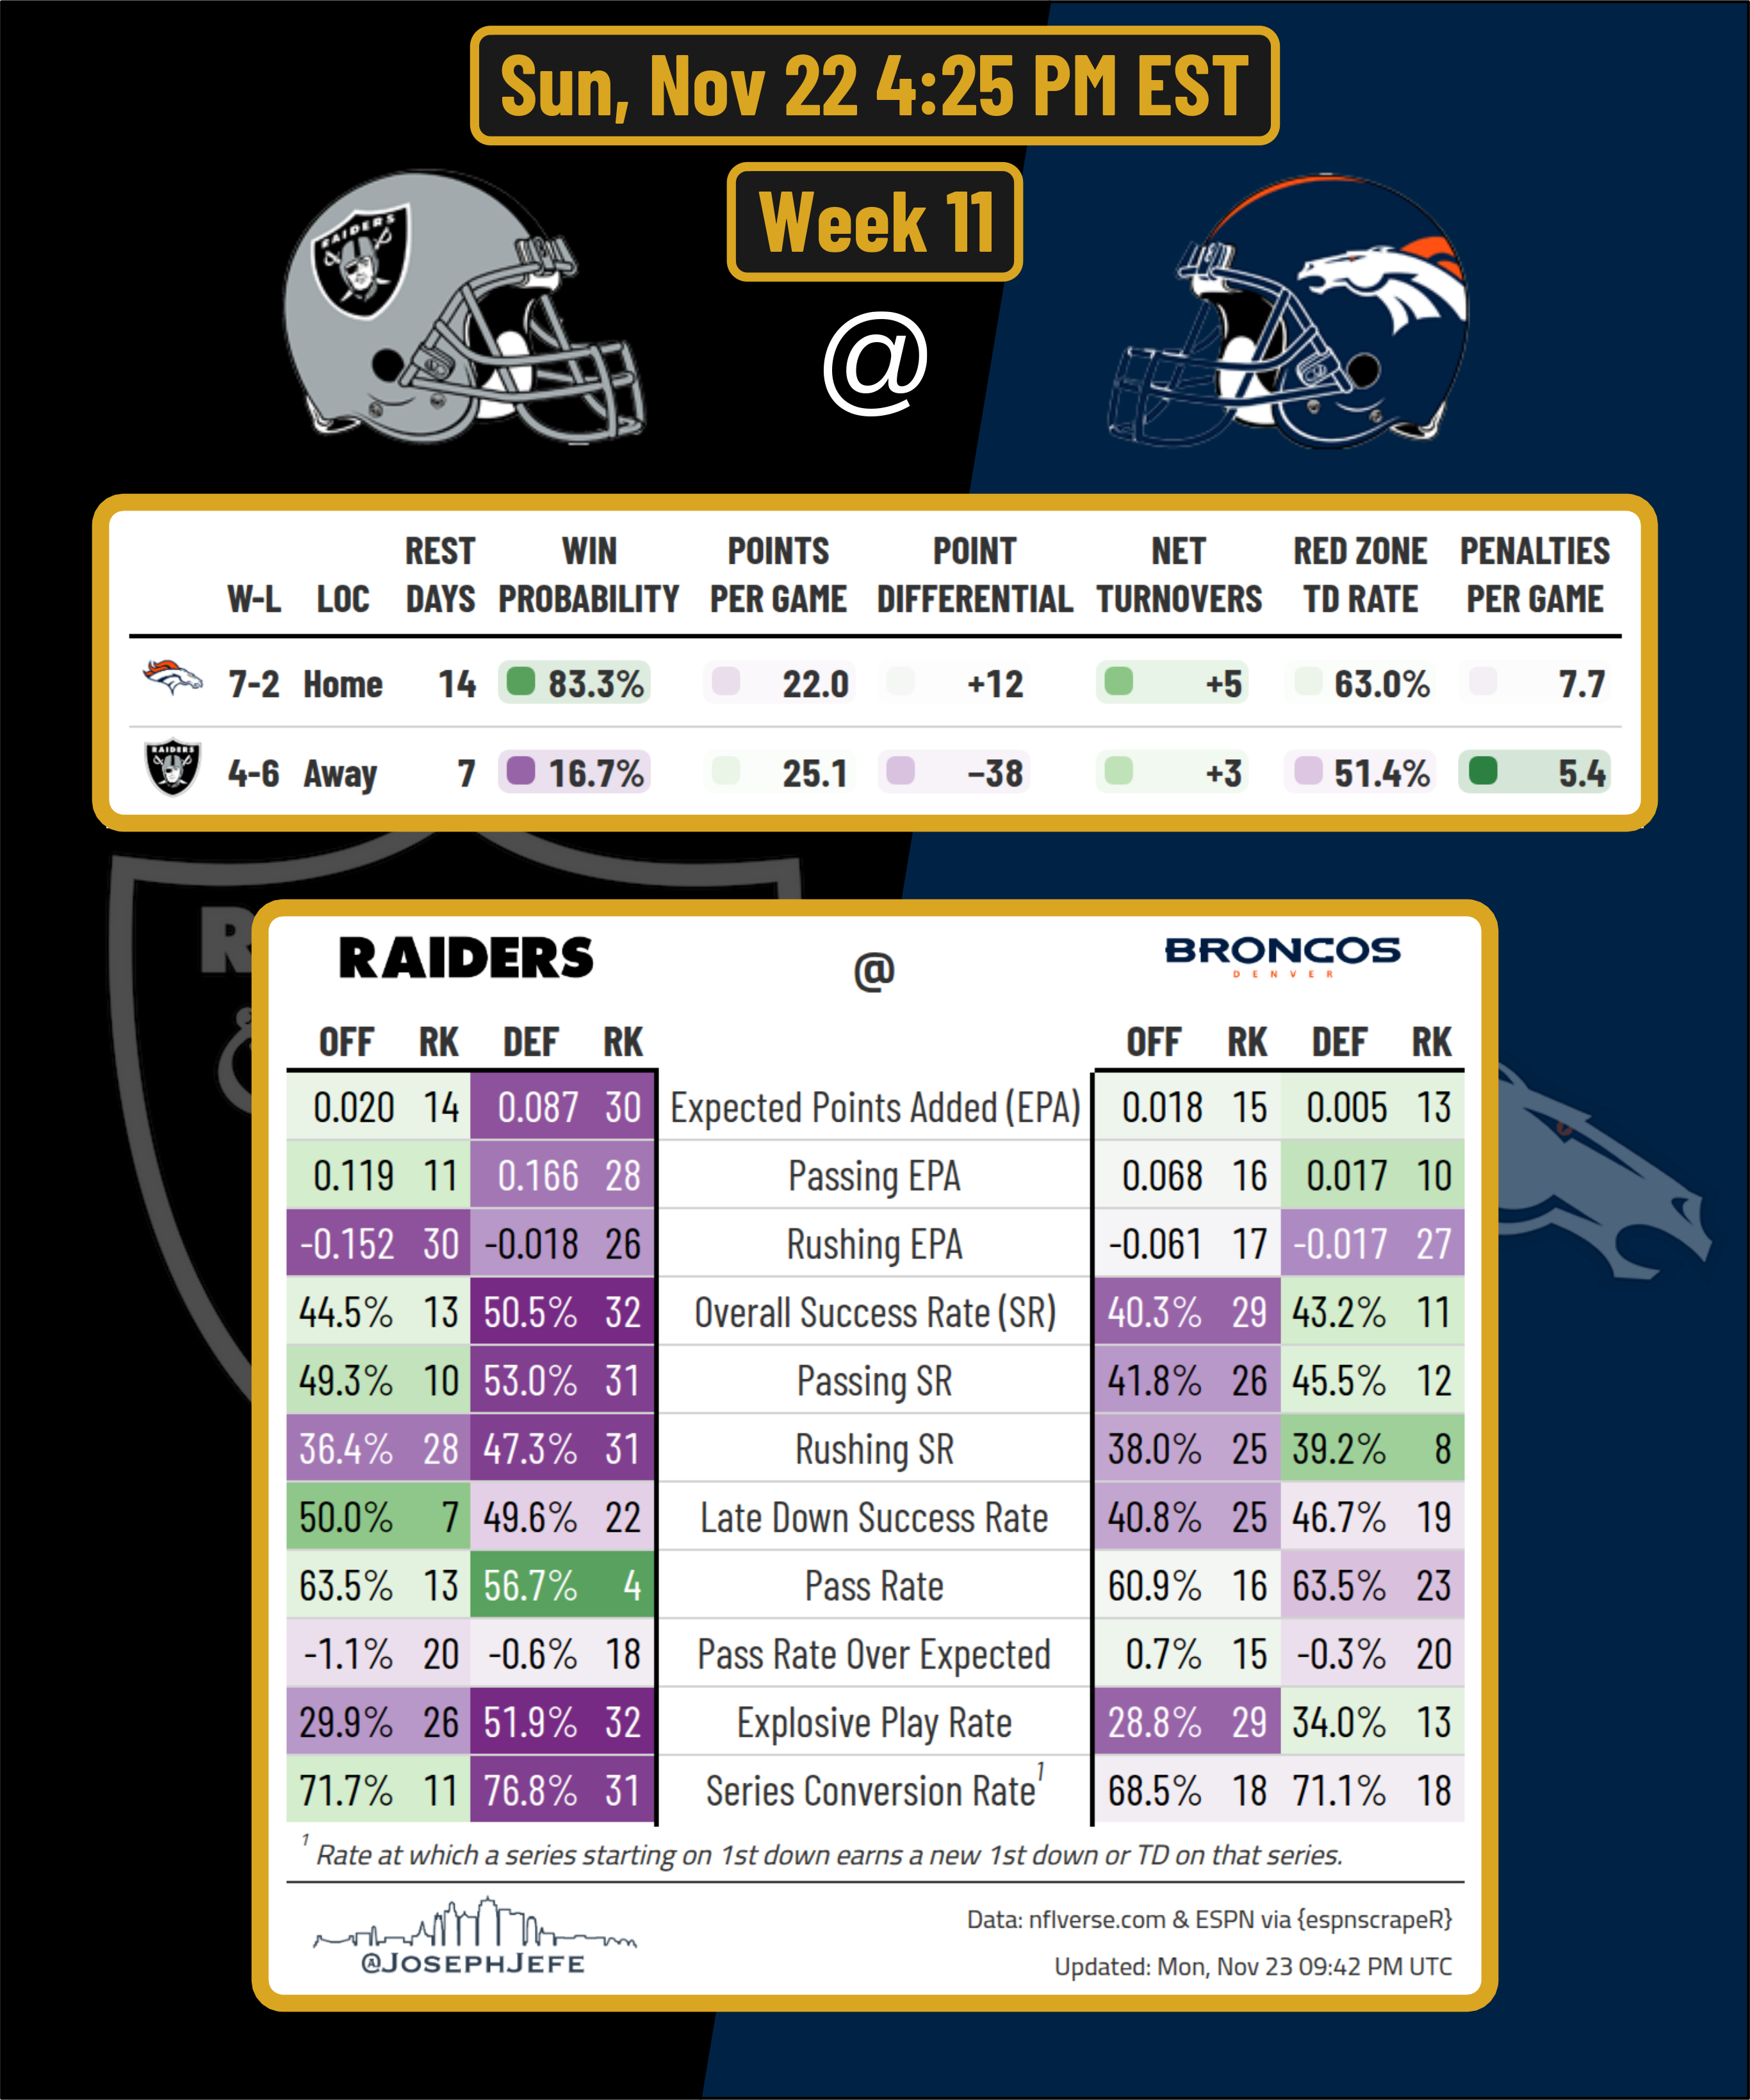 Sun, Nov 22 4:25 PM EST
Week 11
RAIDERS
@
REST WIN POINTS POINT NET RED ZONE PENALTIES
W-L LOC DAYS PROBABILITY PER GAME DIFFERENTIAL TURNOVERS TD RATE PER GAME
7-2 Home 14 83.3% 22.0 +12 +5 63.0% 7.7
RAIDERS
4-6 Away 7 16.7% 25.1 −38 +3 51.4% 5.4
R
RAIDERS @ BRONCOS
DENVER
OFF RK DEF RK OFF RK DEF RK
0.020 14 0.087 30 Expected Points Added (EPA) 0.018 15 0.005 13
0.119 11 0.166 28 Passing EPA 0.068 16 0.017 10
-0.152 30 -0.018 26 Rushing EPA -0.061 17 -0.017 27
44.5% 13 50.5% 32 Overall Success Rate (SR) 40.3% 29 43.2% 11
49.3% 10 53.0% 31 Passing SR 41.8% 26 45.5% 12
36.4% 28 47.3% 31 Rushing SR 38.0% 25 39.2% 8
50.0% 7 49.6% 22 Late Down Success Rate 40.8% 25 46.7% 19
63.5% 13 56.7% 4 Pass Rate 60.9% 16 63.5% 23
-1.1% 20 -0.6% 18 Pass Rate Over Expected 0.7% 15 -0.3% 20
29.9% 26 51.9% 32 Explosive Play Rate 28.8% 29 34.0% 13
71.7% 11 76.8% 31 Series Conversion Rate¹ 68.5% 18 71.1% 18
¹ Rate at which a series starting on 1st down earns a new 1st down or TD on that series.
@JOSEPHJEFE
Data: nflverse.com & ESPN via {espnscrapeR}
Updated: Mon, Nov 23 09:42 PM UTC